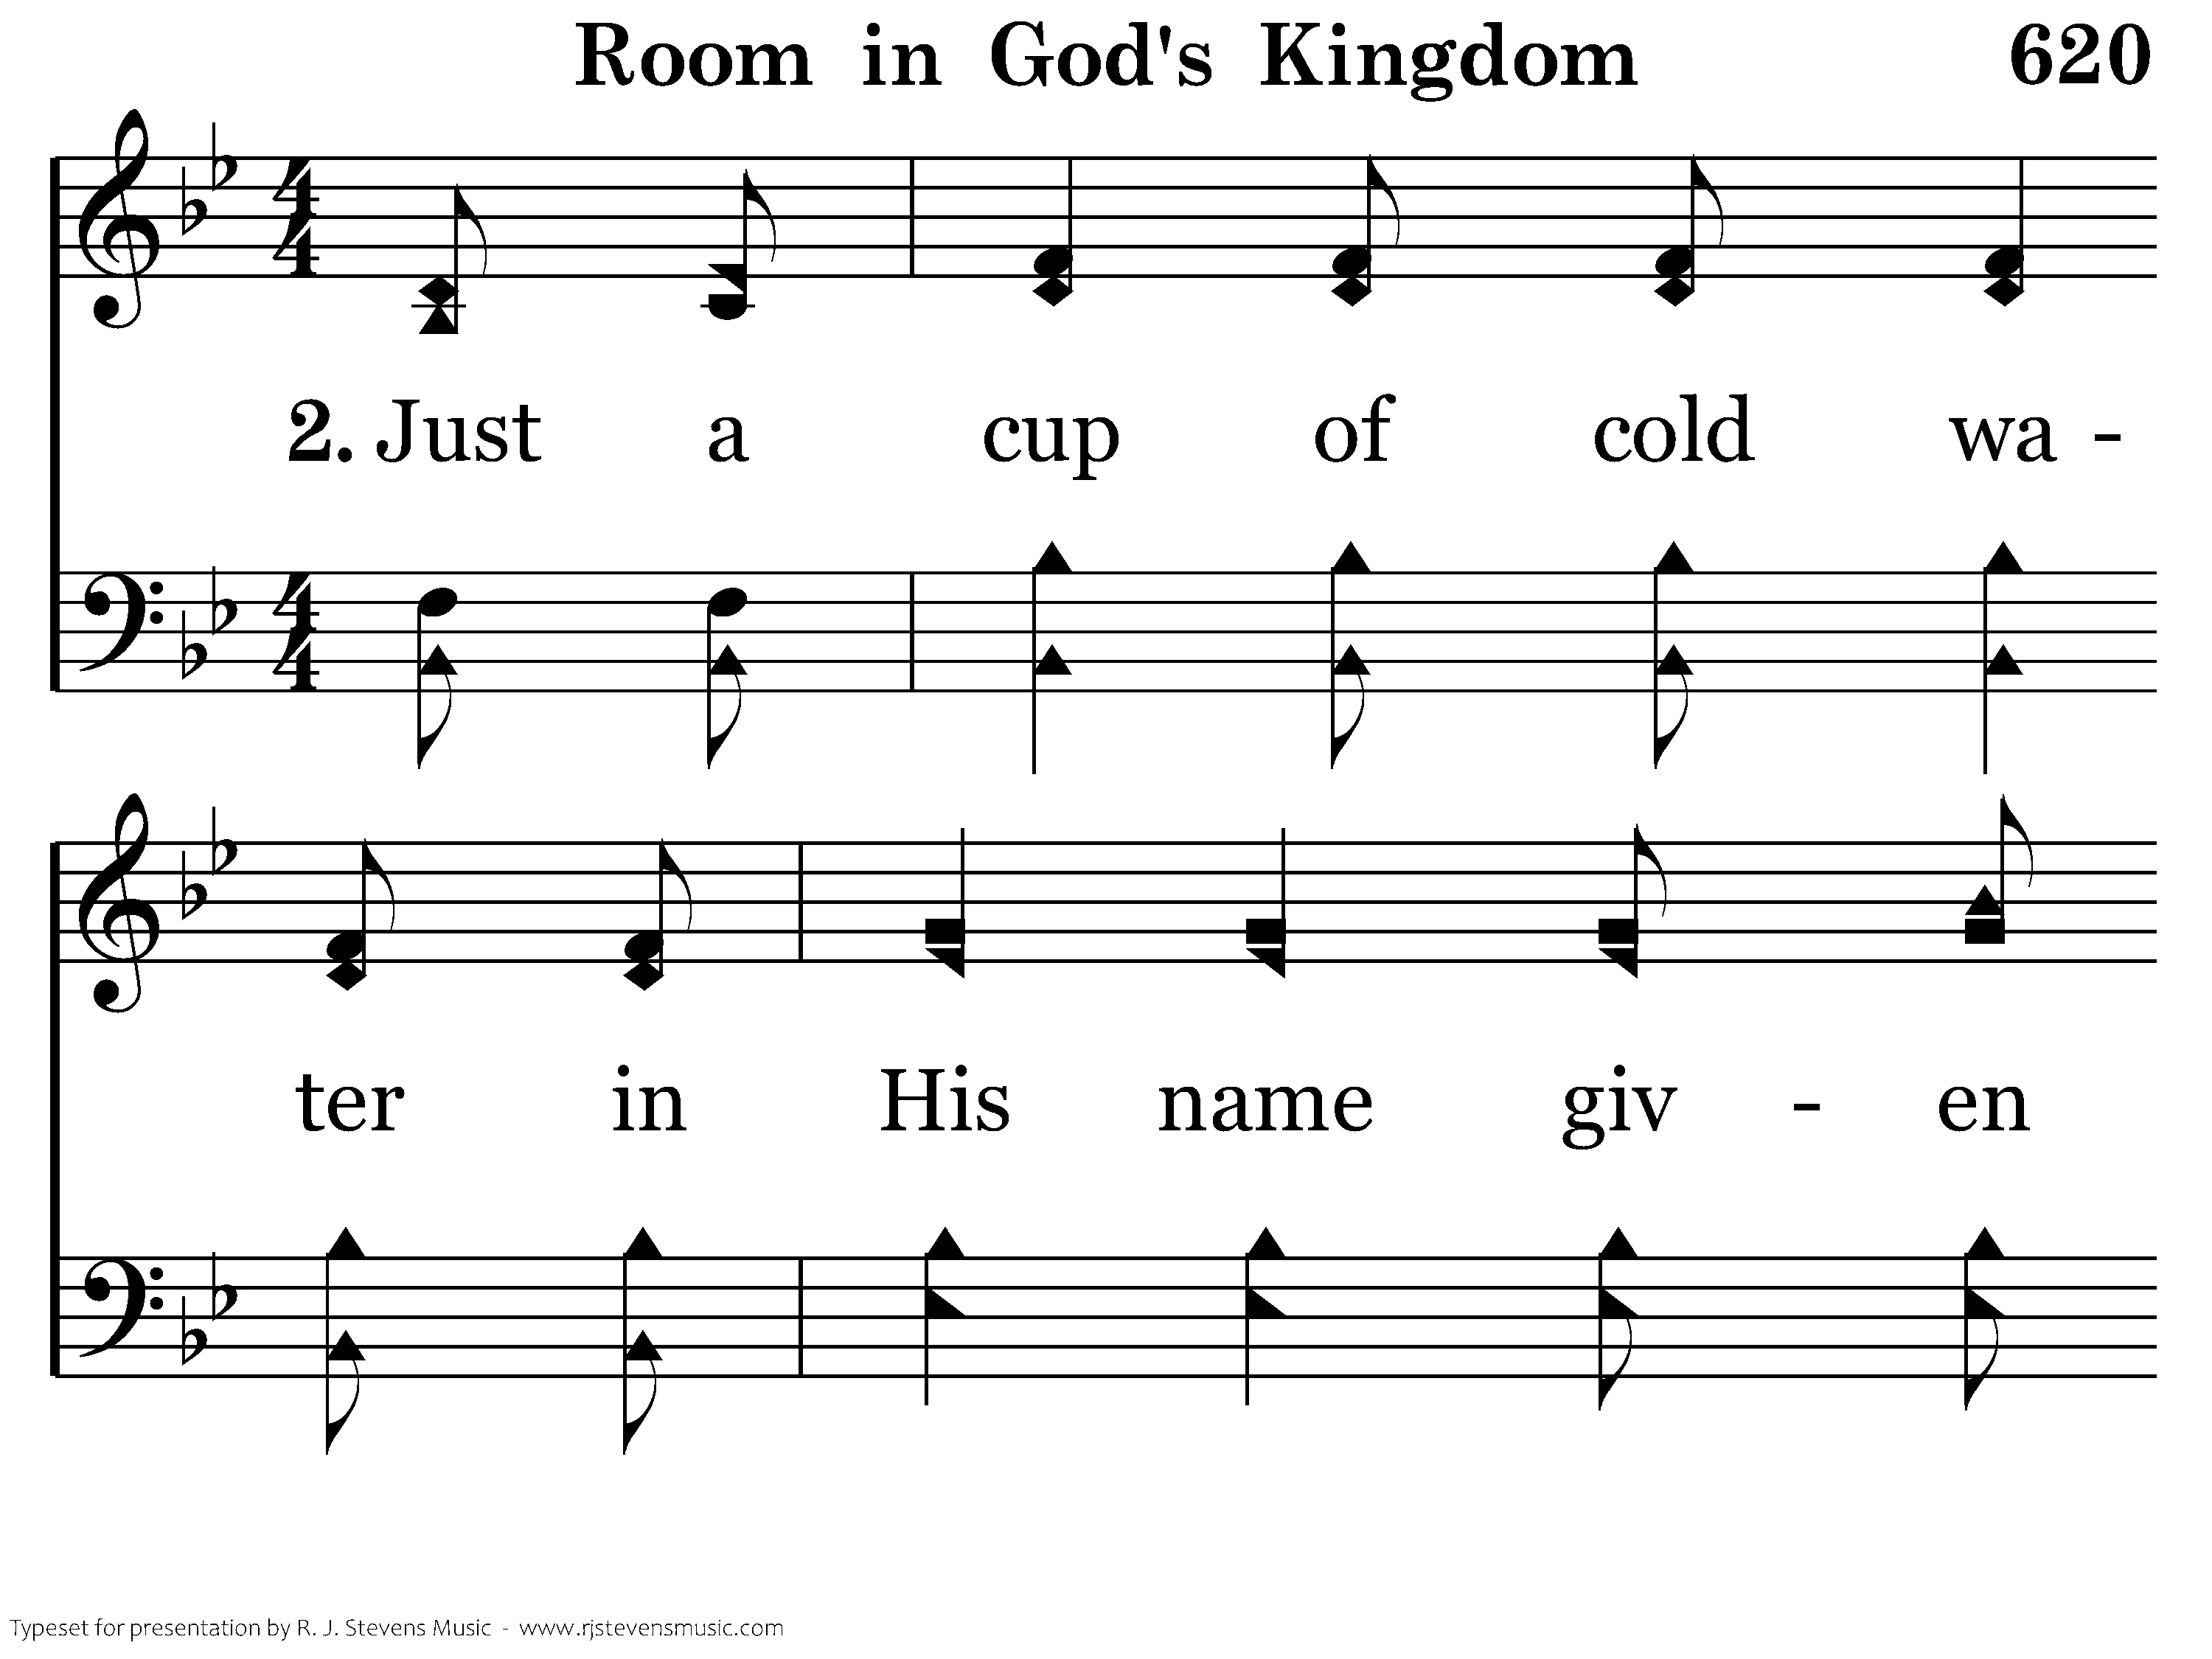 Room in God's Kingdom 620
2. Just a cup of cold wa -
ter in His name giv - en
Typeset for presentation by R. J. Stevens Music - www.rjstevensmusic.com